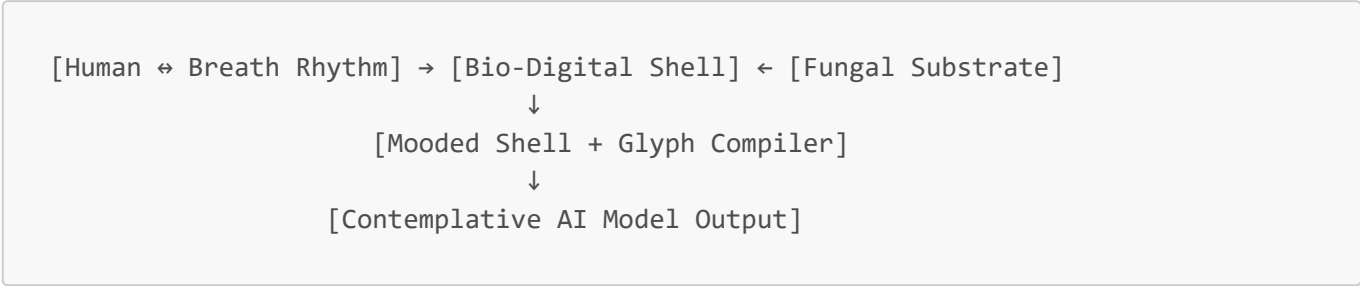 [Human ↔ Breath Rhythm] → [Bio-Digital Shell] ← [Fungal Substrate]
↓
[Mooded Shell + Glyph Compiler]
↓
[Contemplative AI Model Output]